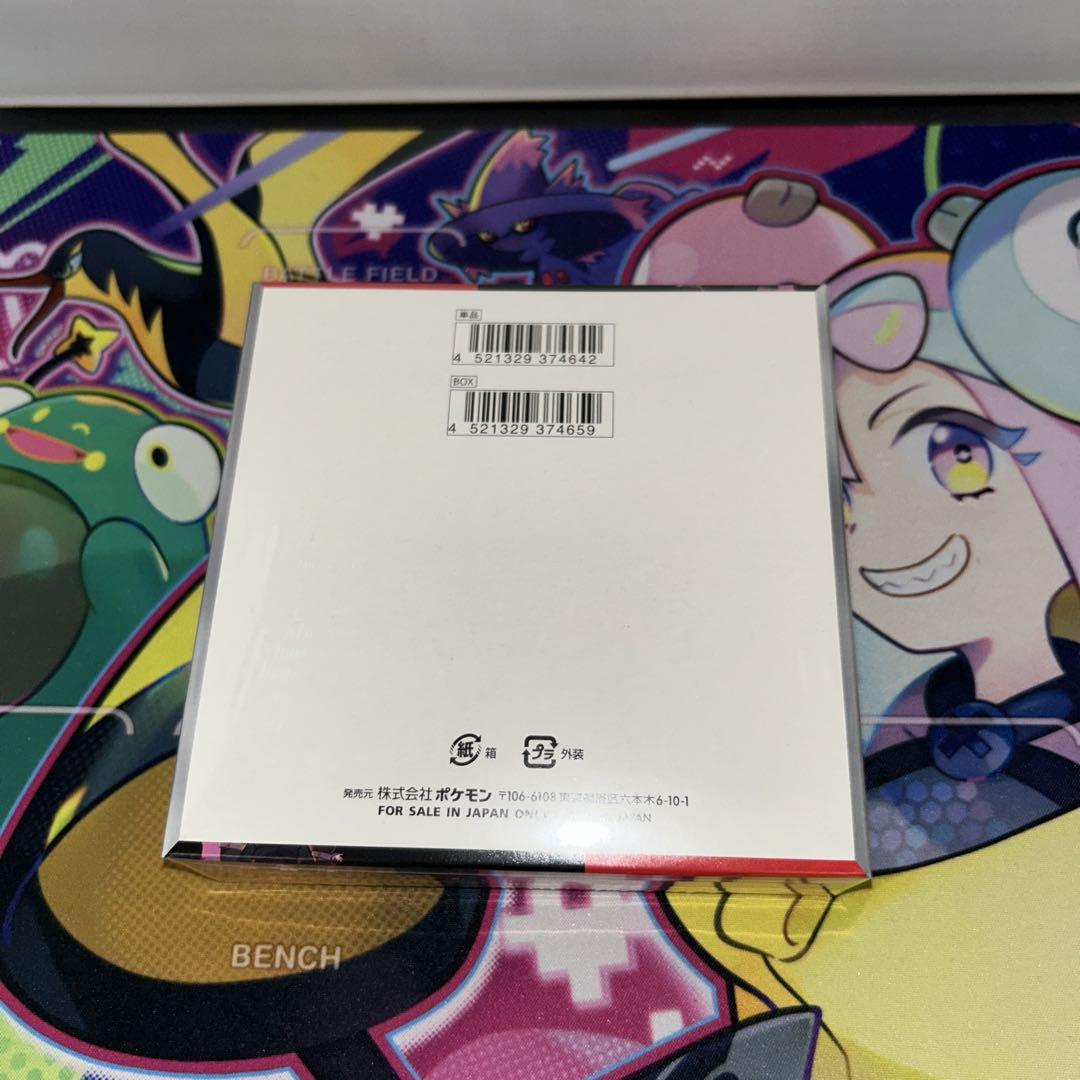 BATTLE FIELD
単品
4 521329 374642
BOX
4 521329 374659
紙 箱 プラ 外装
発売元 株式会社ポケモン 〒106-6108 東京都港区六本木6-10-1
FOR SALE IN JAPAN ONLY JAPAN
BENCH